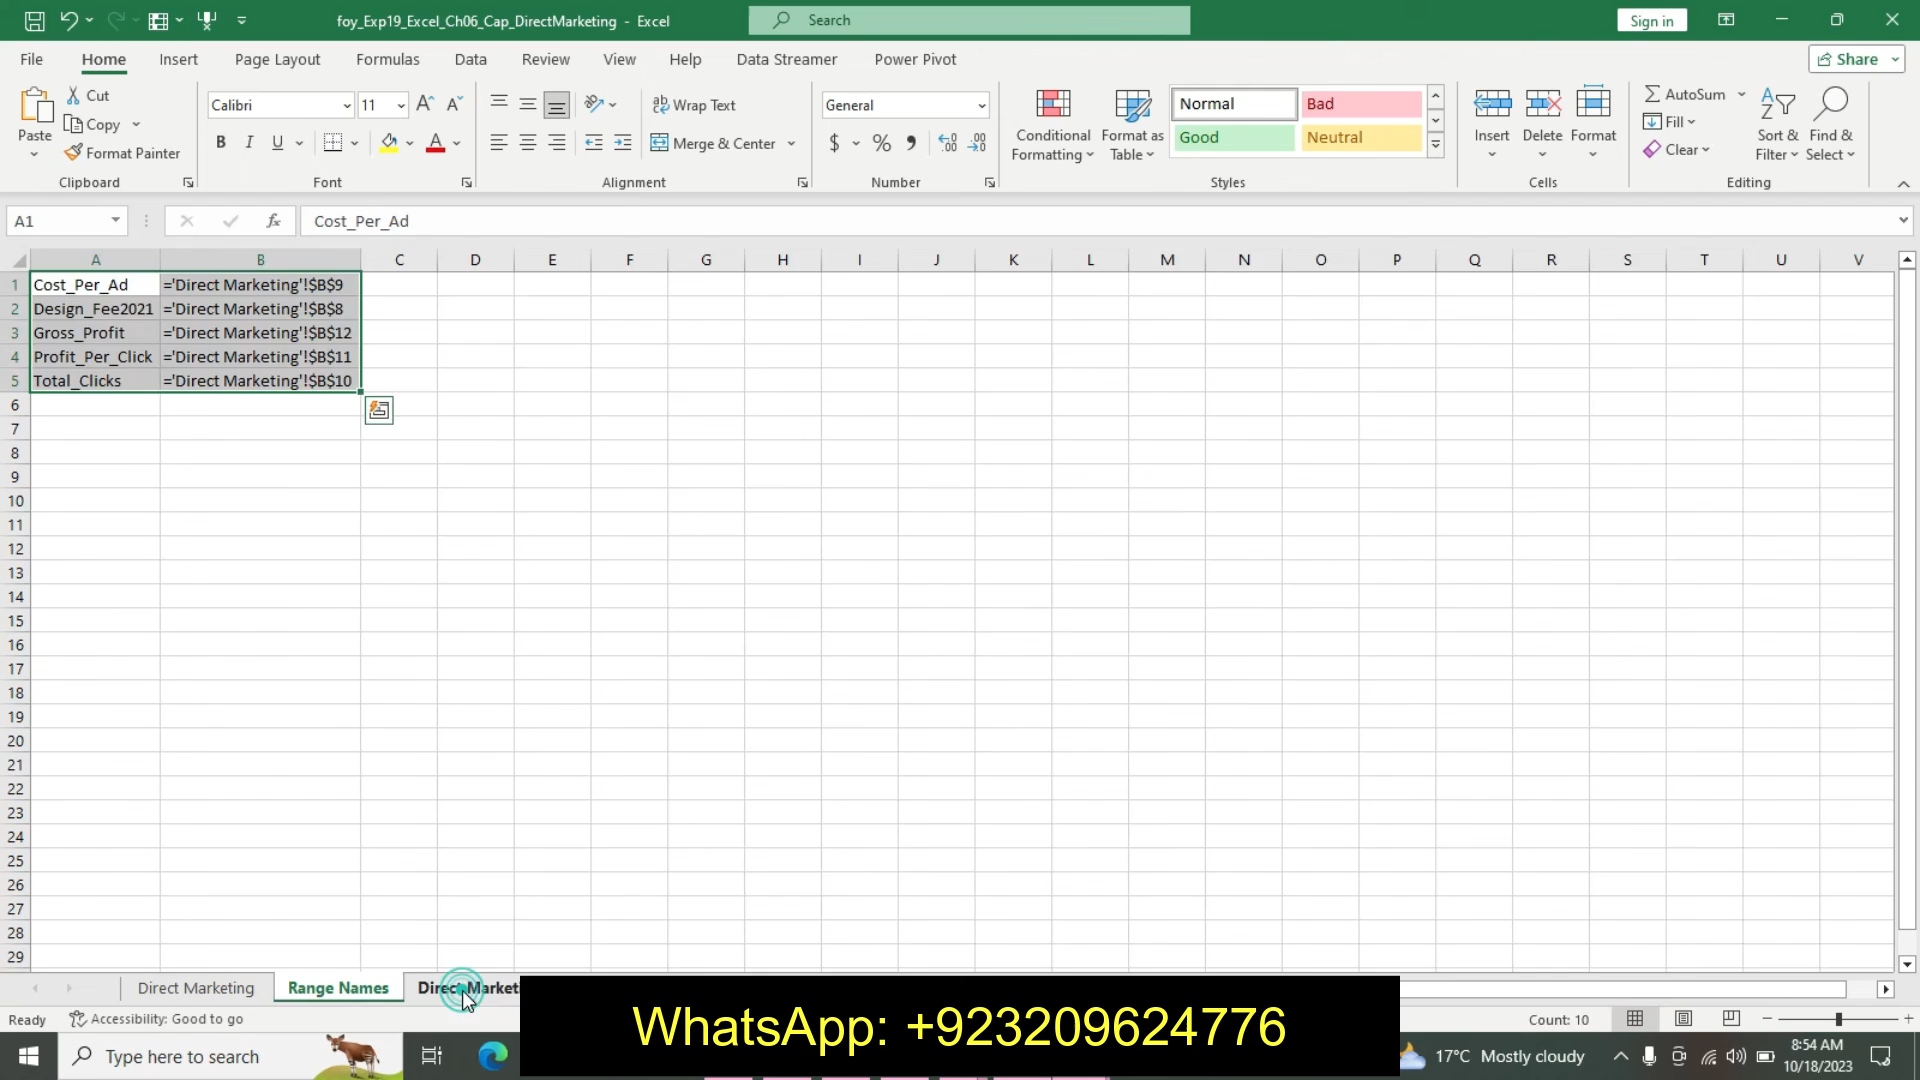 foy_Exp19_Excel_Ch06_Cap_DirectMarketing - Excel
Search
Sign in
File Home Insert Page Layout Formulas Data Review View Help Data Streamer Power Pivot
Share
Paste
Cut
Copy
Format Painter
Clipboard
Calibri 11
B I U
Font
Wrap Text
Merge & Center
Alignment
General
$ % ,
Number
Conditional Formatting
Format as Table
Normal Bad
Good Neutral
Styles
Insert Delete Format
Cells
AutoSum
Fill
Clear
Sort & Filter
Find & Select
Editing
A1 fx Cost_Per_Ad
A B C D E F G H I J K L M N O P Q R S T U V
1 Cost_Per_Ad ='Direct Marketing'!$B$9
2 Design_Fee2021 ='Direct Marketing'!$B$8
3 Gross_Profit ='Direct Marketing'!$B$12
4 Profit_Per_Click ='Direct Marketing'!$B$11
5 Total_Clicks ='Direct Marketing'!$B$10
6
7
8
9
10
11
12
13
14
15
16
17
18
19
20
21
22
23
24
25
26
27
28
29
Direct Marketing Range Names Direct Market
WhatsApp: +923209624776
Ready Accessibility: Good to go Count: 10
Type here to search
17°C Mostly cloudy
8:54 AM
10/18/2023